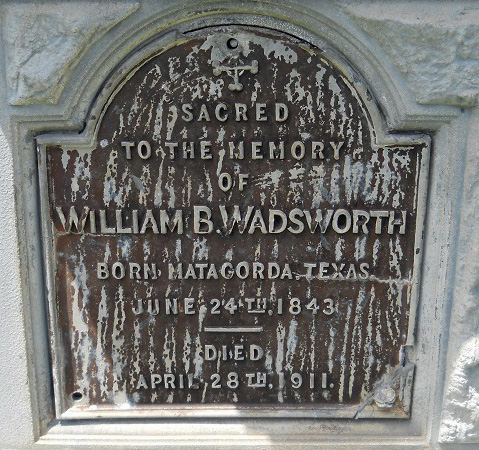 SACRED
TO THE MEMORY
OF
WILLIAM B. WADSWORTH
BORN MATAGORDA, TEXAS.
JUNE 24TH, 1843
DIED
APRIL 28TH, 1911.